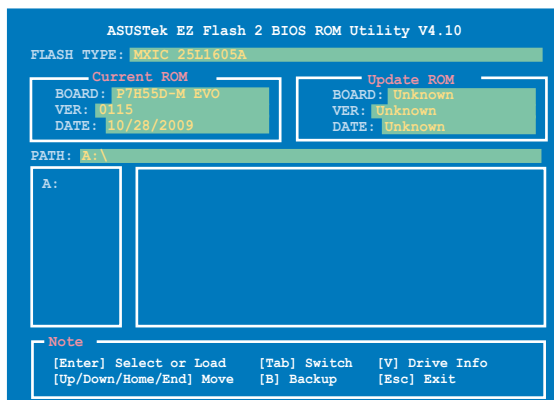 ASUSTek EZ Flash 2 BIOS ROM Utility V4.10
FLASH TYPE: MXIC 25L1605A
Current ROM
BOARD: P7H55D-M EVO
VER: 0115
DATE: 10/28/2009
Update ROM
BOARD: Unknown
VER: Unknown
DATE: Unknown
PATH: A:\
A:
Note
[Enter] Select or Load [Tab] Switch [V] Drive Info
[Up/Down/Home/End] Move [B] Backup [Esc] Exit